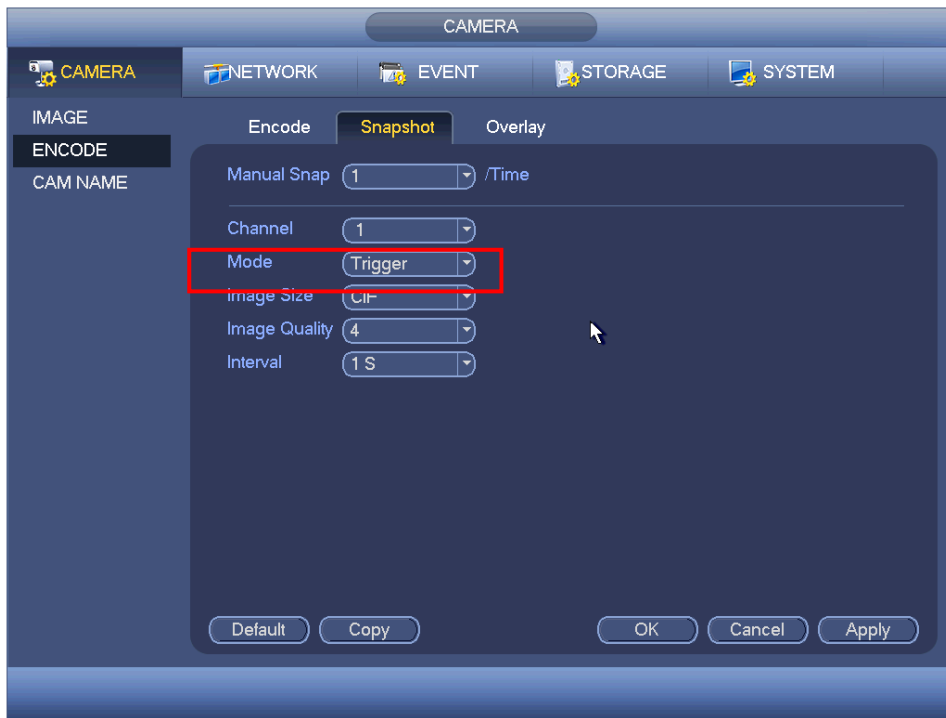 CAMERA
CAMERA NETWORK EVENT STORAGE SYSTEM
IMAGE
ENCODE
CAM NAME
Encode Snapshot Overlay
Manual Snap 1 /Time
Channel 1
Mode Trigger
Image Size CIF
Image Quality 4
Interval 1 S
Default Copy OK Cancel Apply